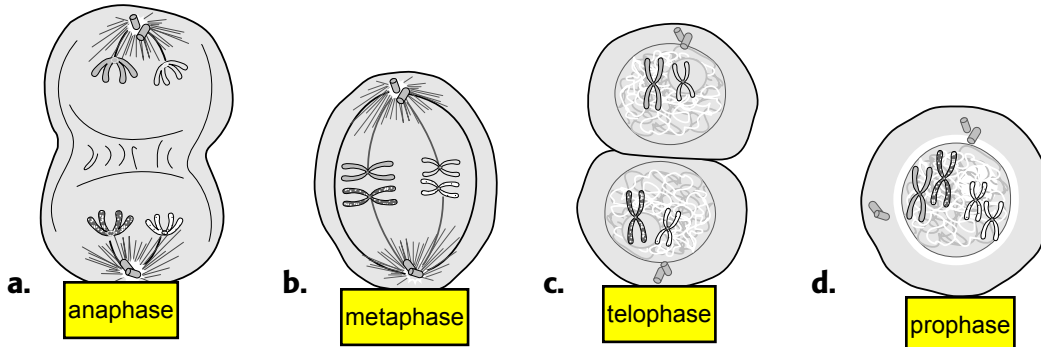 a.
anaphase
b.
metaphase
c.
telophase
d.
prophase